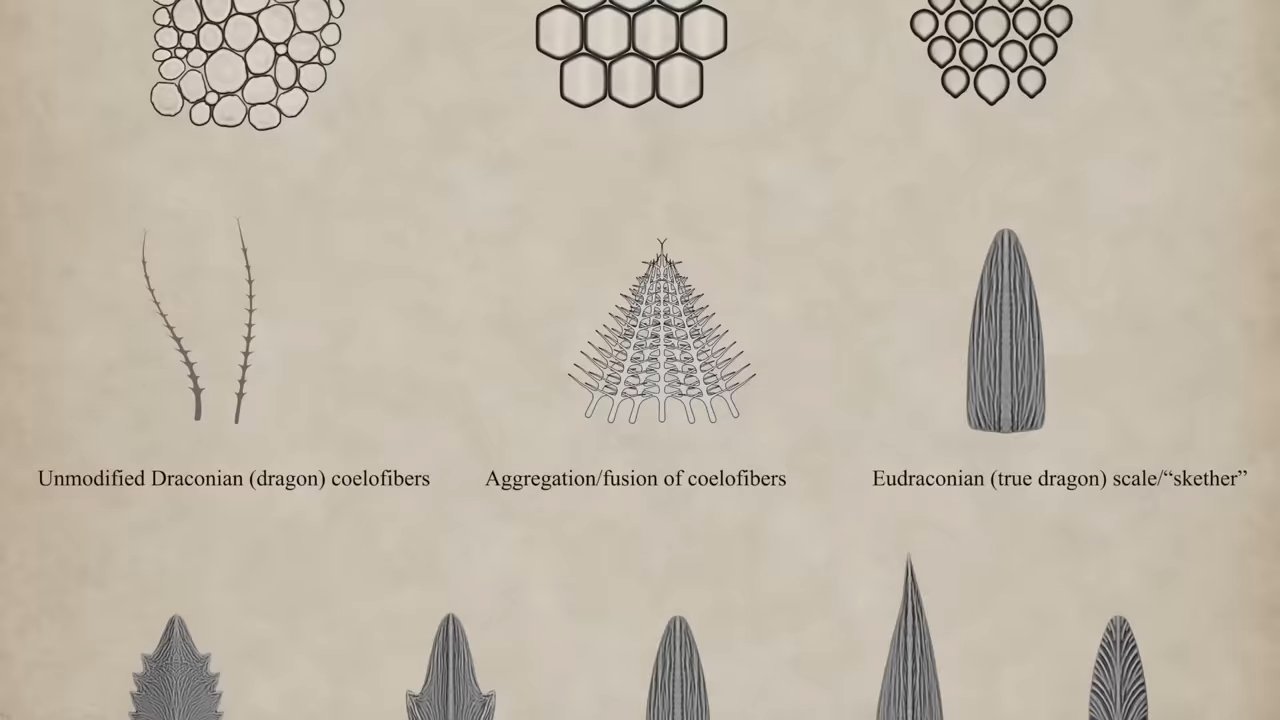 Unmodified Draconian (dragon) coelofibers
Aggregation/fusion of coelofibers
Eudraconian (true dragon) scale/“skether”